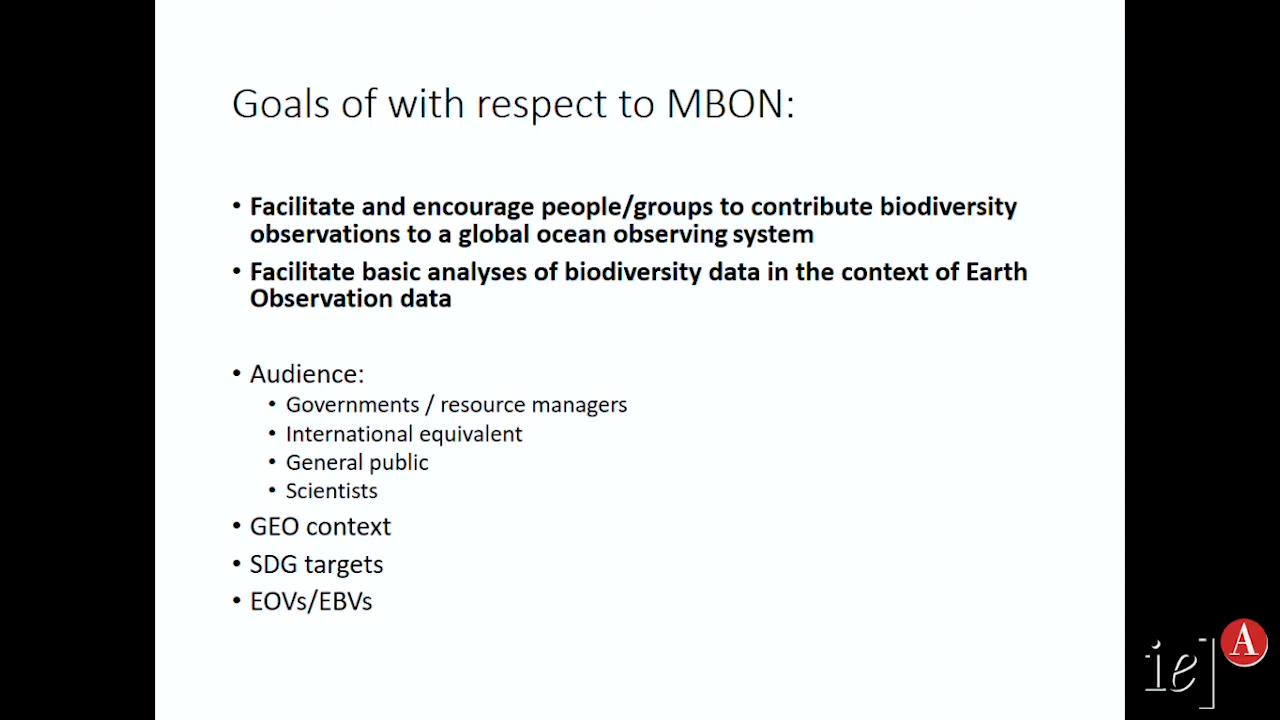 Goals of with respect to MBON:
• Facilitate and encourage people/groups to contribute biodiversity
observations to a global ocean observing system
• Facilitate basic analyses of biodiversity data in the context of Earth
Observation data
• Audience:
• Governments / resource managers
• International equivalent
• General public
• Scientists
• GEO context
• SDG targets
• EOVs/EBVs
ie] A